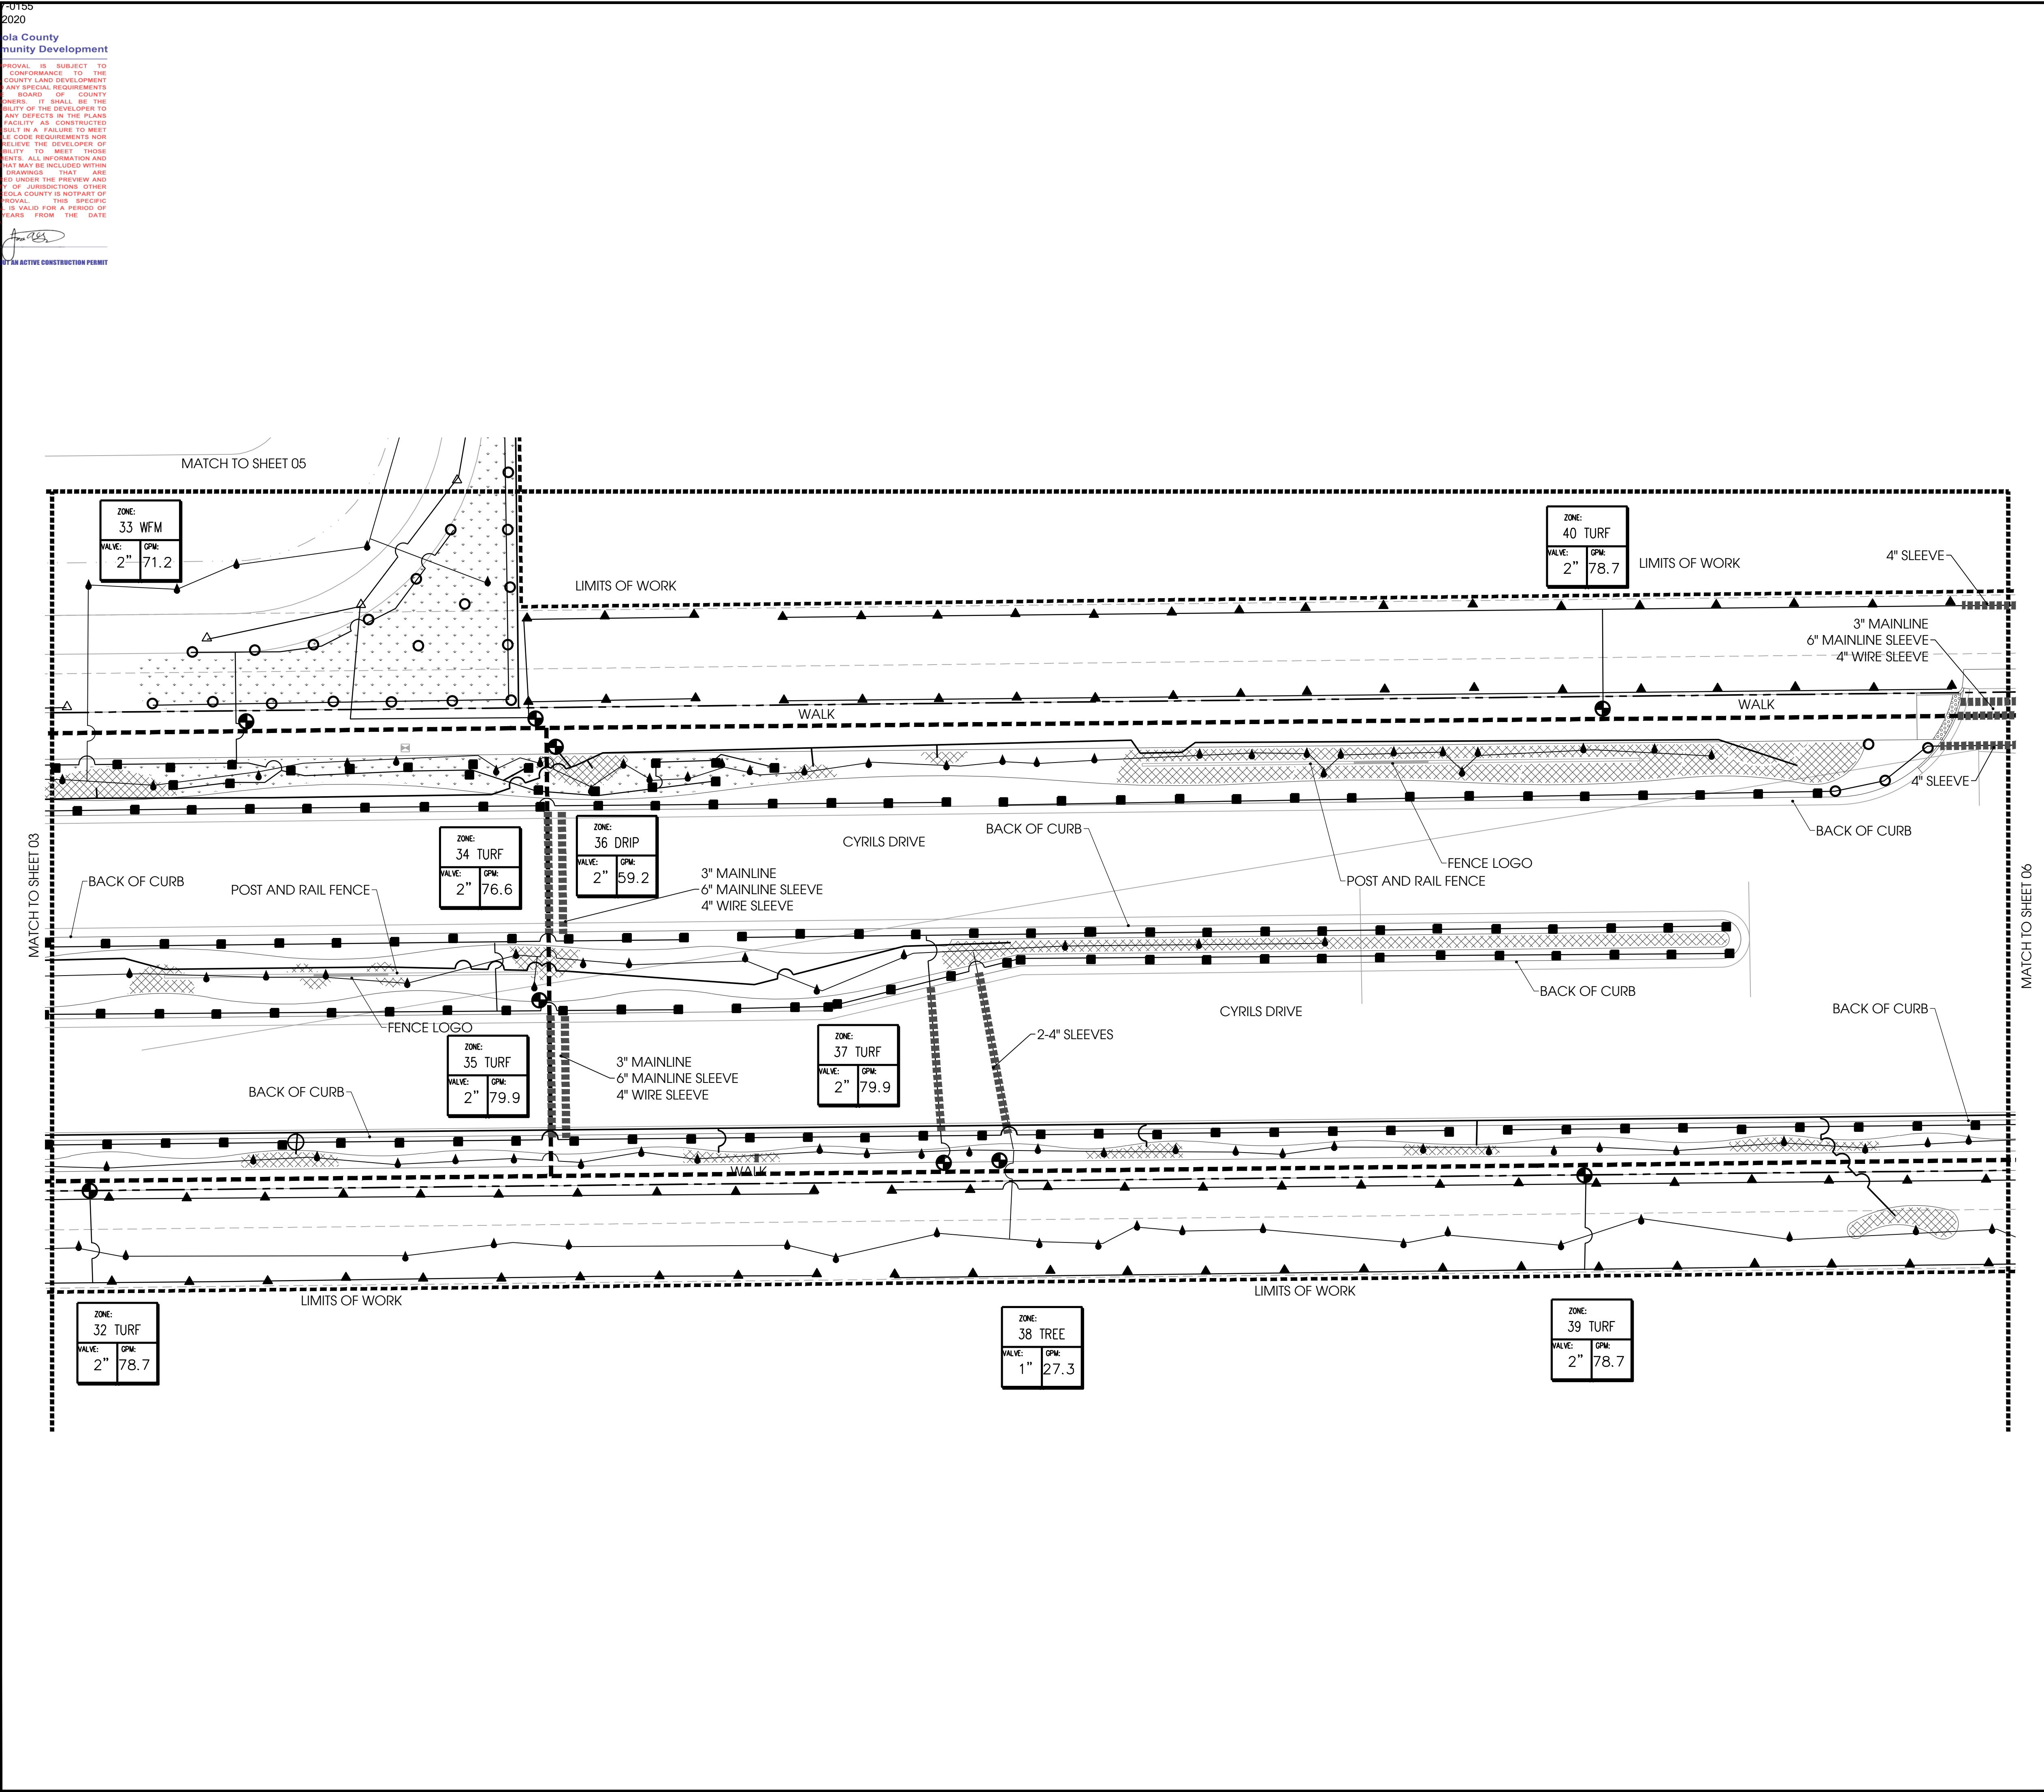 7-0155
2020
ola County
munity Development
PROVAL IS SUBJECT TO
CONFORMANCE TO THE
COUNTY LAND DEVELOPMENT
ANY SPECIAL REQUIREMENTS
BOARD OF COUNTY
ONERS. IT SHALL BE THE
BILITY OF THE DEVELOPER TO
ANY DEFECTS IN THE PLANS
FACILITY AS CONSTRUCTED
SULT IN A FAILURE TO MEET
LE CODE REQUIREMENTS NOR
RELIEVE THE DEVELOPER OF
BILITY TO MEET THOSE
MENTS. ALL INFORMATION AND
HAT MAY BE INCLUDED WITHIN
DRAWINGS THAT ARE
ED UNDER THE PREVIEW AND
Y OF JURISDICTIONS OTHER
EOLA COUNTY IS NOTPART OF
PROVAL. THIS SPECIFIC
L IS VALID FOR A PERIOD OF
YEARS FROM THE DATE
UT AN ACTIVE CONSTRUCTION PERMIT
MATCH TO SHEET 05
ZONE:
33 WFM
VALVE: GPM:
2" 71.2
ZONE:
40 TURF
VALVE: GPM:
2" 78.7
LIMITS OF WORK
LIMITS OF WORK
4" SLEEVE
3" MAINLINE
6" MAINLINE SLEEVE
4" WIRE SLEEVE
WALK
WALK
4" SLEEVE
ZONE:
34 TURF
VALVE: GPM:
2" 76.6
ZONE:
36 DRIP
VALVE: GPM:
2" 59.2
CYRILS DRIVE
BACK OF CURB
BACK OF CURB
FENCE LOGO
POST AND RAIL FENCE
MATCH TO SHEET 03
BACK OF CURB
POST AND RAIL FENCE
3" MAINLINE
6" MAINLINE SLEEVE
4" WIRE SLEEVE
MATCH TO SHEET 06
BACK OF CURB
CYRILS DRIVE
BACK OF CURB
FENCE LOGO
ZONE:
35 TURF
VALVE: GPM:
2" 79.9
ZONE:
37 TURF
VALVE: GPM:
2" 79.9
2-4" SLEEVES
3" MAINLINE
6" MAINLINE SLEEVE
4" WIRE SLEEVE
BACK OF CURB
WALK
LIMITS OF WORK
LIMITS OF WORK
ZONE:
32 TURF
VALVE: GPM:
2" 78.7
ZONE:
38 TREE
VALVE: GPM:
1" 27.3
ZONE:
39 TURF
VALVE: GPM:
2" 78.7